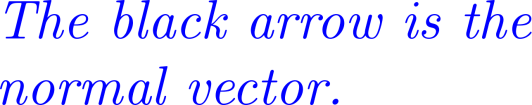 The black arrow is the
normal vector.